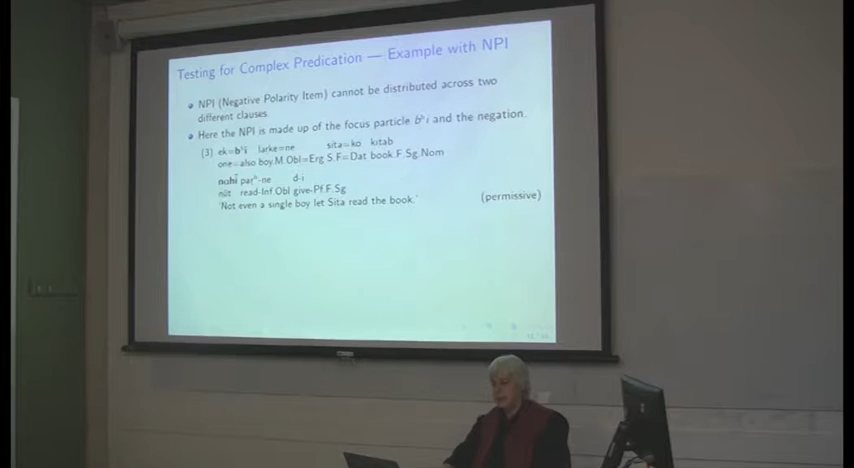 Testing for Complex Predication — Example with NPI
NPI (Negative Polarity Item) cannot be distributed across two
different clauses.
Here the NPI is made up of the focus particle bʰi and the negation.
(3) ek=bʰi larke=ne sita=ko kıtab
one=also boy.M.Obl=Erg S.F=Dat book.F.Sg.Nom
nahĩ parʰ-ne d-i
not read-Inf.Obl give-Pf.F.Sg
'Not even a single boy let Sita read the book.' (permissive)